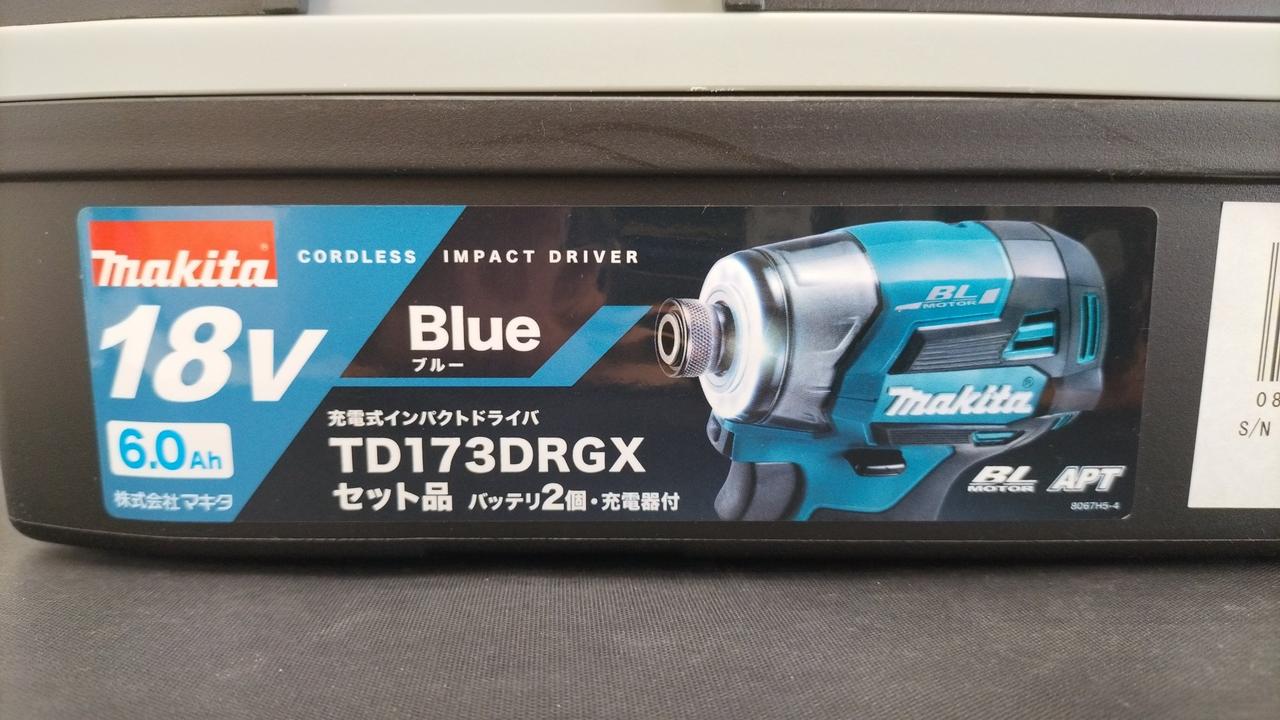 makita
CORDLESS IMPACT DRIVER
18V
Blue
ブルー
6.0Ah
株式会社マキタ
充電式インパクトドライバ
TD173DRGX
セット品 バッテリ2個・充電器付
BL
MOTOR
makita
BL
MOTOR
APT
8067H5-4
08
S/N